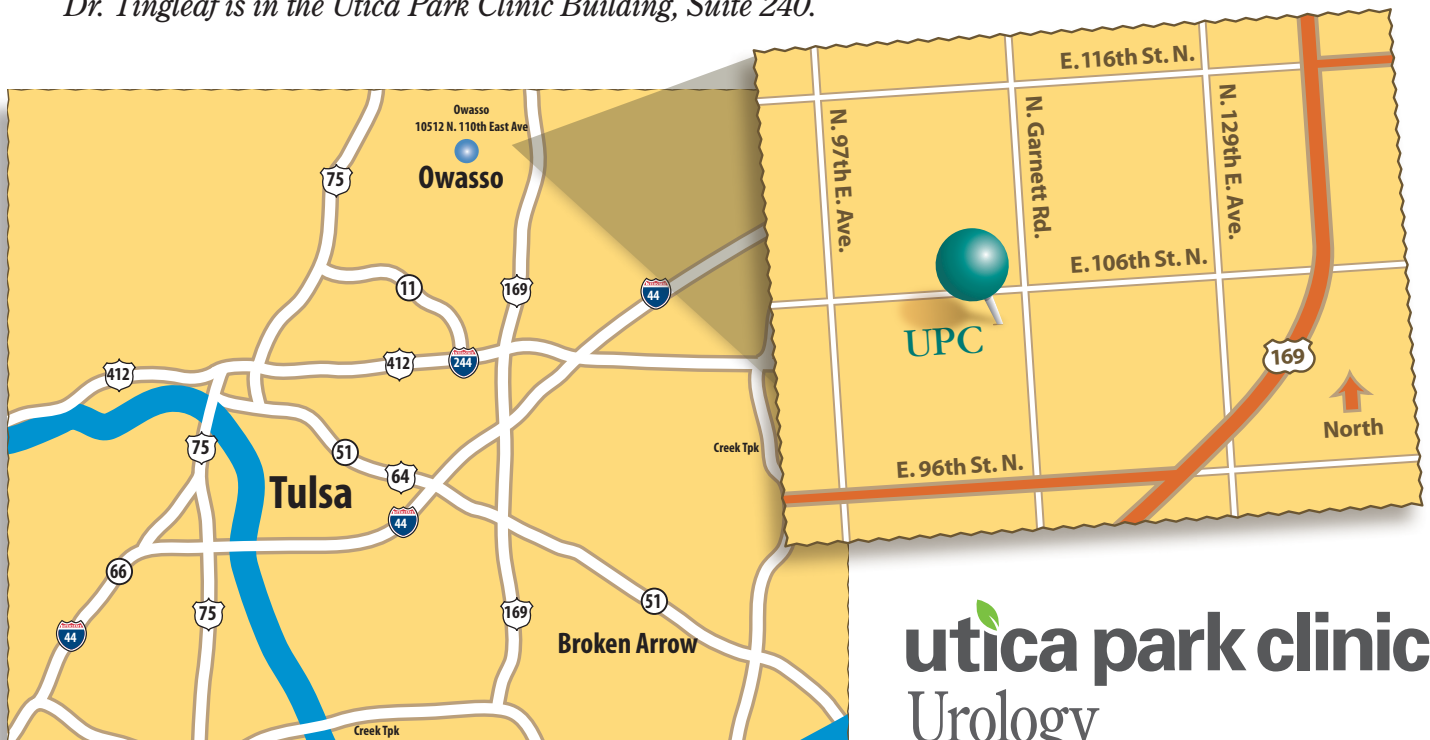 Dr. Tingleaf is in the Utica Park Clinic Building, Suite 240.
Owasso
10512 N. 110th East Ave
Owasso
75
11
169
44
412
412
244
75
51
64
Tulsa
44
Creek Tpk
66
75
44
169
51
Broken Arrow
Creek Tpk
E. 116th St. N.
N. 97th E. Ave.
N. Garnett Rd.
N. 129th E. Ave.
E. 106th St. N.
UPC
169
North
E. 96th St. N.
utica park clinic
Urology